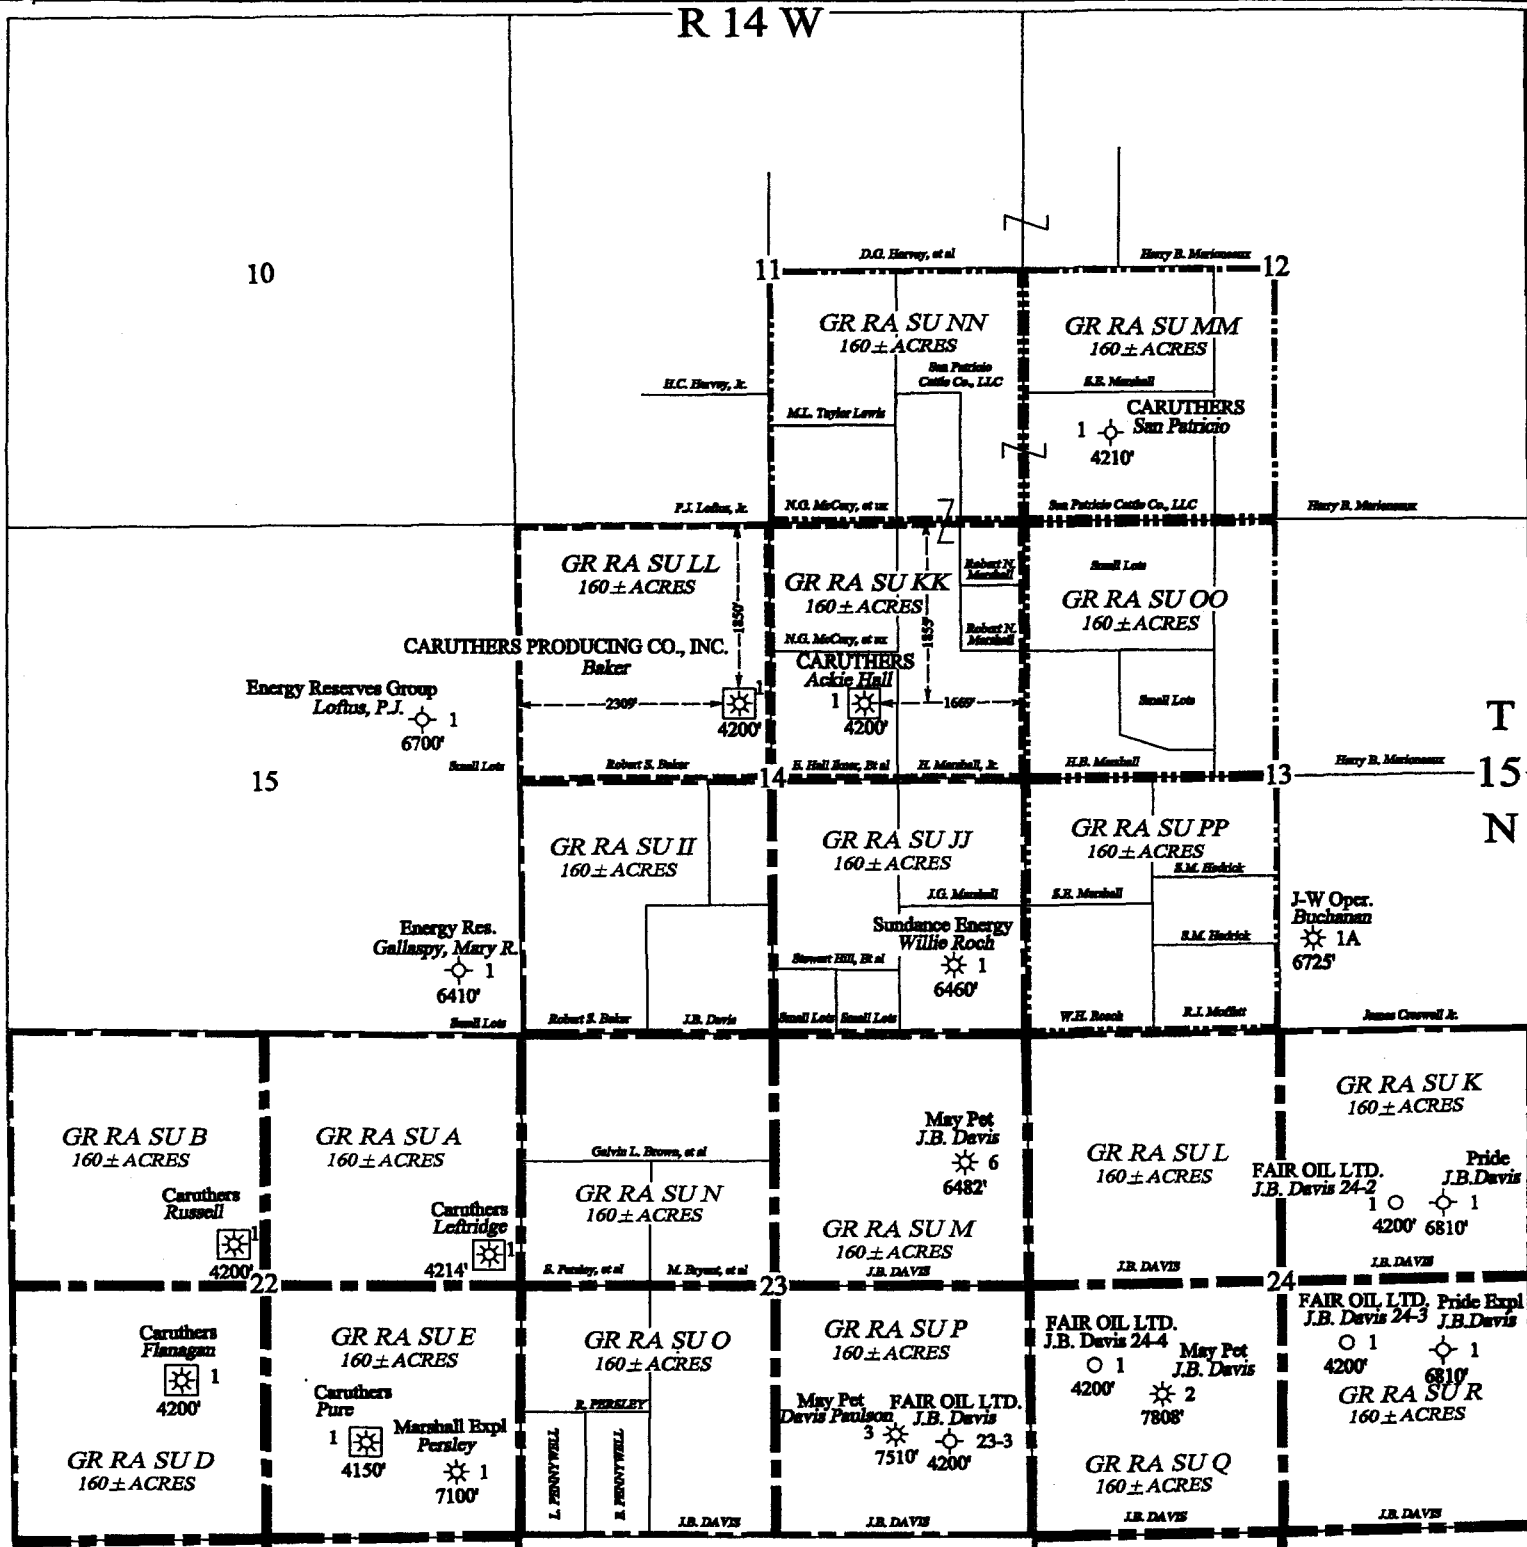 R 14 W
D.G. Harvey, et al
Harry B. Marioneaux
10
11
12
GR RA SU NN
160±ACRES
GR RA SU MM
160±ACRES
San Patricio
Cattle Co., LLC
H.C. Harvey, Jr.
S.E. Marshall
M.L. Taylor Lewis
CARUTHERS
San Patricio
1
4210'
P.J. Loftus, Jr.
N.G. McCary, et ux
San Patricio Cattle Co., LLC
Harry B. Marioneaux
GR RA SU LL
160±ACRES
1850'
GR RA SU KK
160±ACRES
1855'
Robert N.
Marshall
Small Lots
GR RA SU OO
160±ACRES
N.G. McCary, et ux
Robert N.
Marshall
CARUTHERS PRODUCING CO., INC.
Baker
CARUTHERS
Ackie Hall
Energy Reserves Group
Loftus, P.J.
1
6700'
2309'
1
4200'
1
4200'
1669'
Small Lots
T
15
N
Small Lots
Robert S. Baker
H. Marshall, Jr.
H.B. Marshall
Harry B. Marioneaux
15
14
13
GR RA SU II
160±ACRES
GR RA SU JJ
160±ACRES
GR RA SU PP
160±ACRES
S.M. Hedrick
J.G. Marshall
S.E. Marshall
Energy Res.
Gallaspy, Mary R.
1
6410'
Sundance Energy
Willie Roch
1
6460'
S.M. Hedrick
J-W Oper.
Buchanan
1A
6725'
Stewart Hill, Et al
Small Lots
Robert S. Baker
J.B. Davis
Small Lots
Small Lots
W.H. Roach
R.J. Moffett
James Creswell Jr.
GR RA SU B
160±ACRES
GR RA SU A
160±ACRES
Galvin L. Brown, et al
GR RA SU N
160±ACRES
May Pet
J.B. Davis
6
6482'
GR RA SU M
160±ACRES
GR RA SU L
160±ACRES
GR RA SU K
160±ACRES
Caruthers
Russell
1
4200'
Caruthers
Leftridge
1
4214'
FAIR OIL LTD.
J.B. Davis 24-2
1
4200'
Pride
J.B.Davis
1
6810'
S. Persley, et al
M. Bryant, et al
J.B. DAVIS
J.B. DAVIS
J.B. DAVIS
22
23
24
Caruthers
Flanagan
1
4200'
GR RA SU D
160±ACRES
GR RA SU E
160±ACRES
Caruthers
Pure
1
4150'
Marshall Expl
Persley
1
7100'
GR RA SU O
160±ACRES
R. PERSLEY
L. PENNYWELL
B. PENNYWELL
J.B. DAVIS
GR RA SU P
160±ACRES
May Pet
Davis Paulson
3
7510'
FAIR OIL LTD.
J.B. Davis
23-3
4200'
J.B. DAVIS
FAIR OIL LTD.
J.B. Davis 24-4
1
4200'
May Pet
J.B. Davis
2
7808'
GR RA SU Q
160±ACRES
J.B. DAVIS
FAIR OIL LTD.
J.B. Davis 24-3
1
4200'
Pride Expl
J.B.Davis
1
6810'
GR RA SU R
160±ACRES
J.B. DAVIS